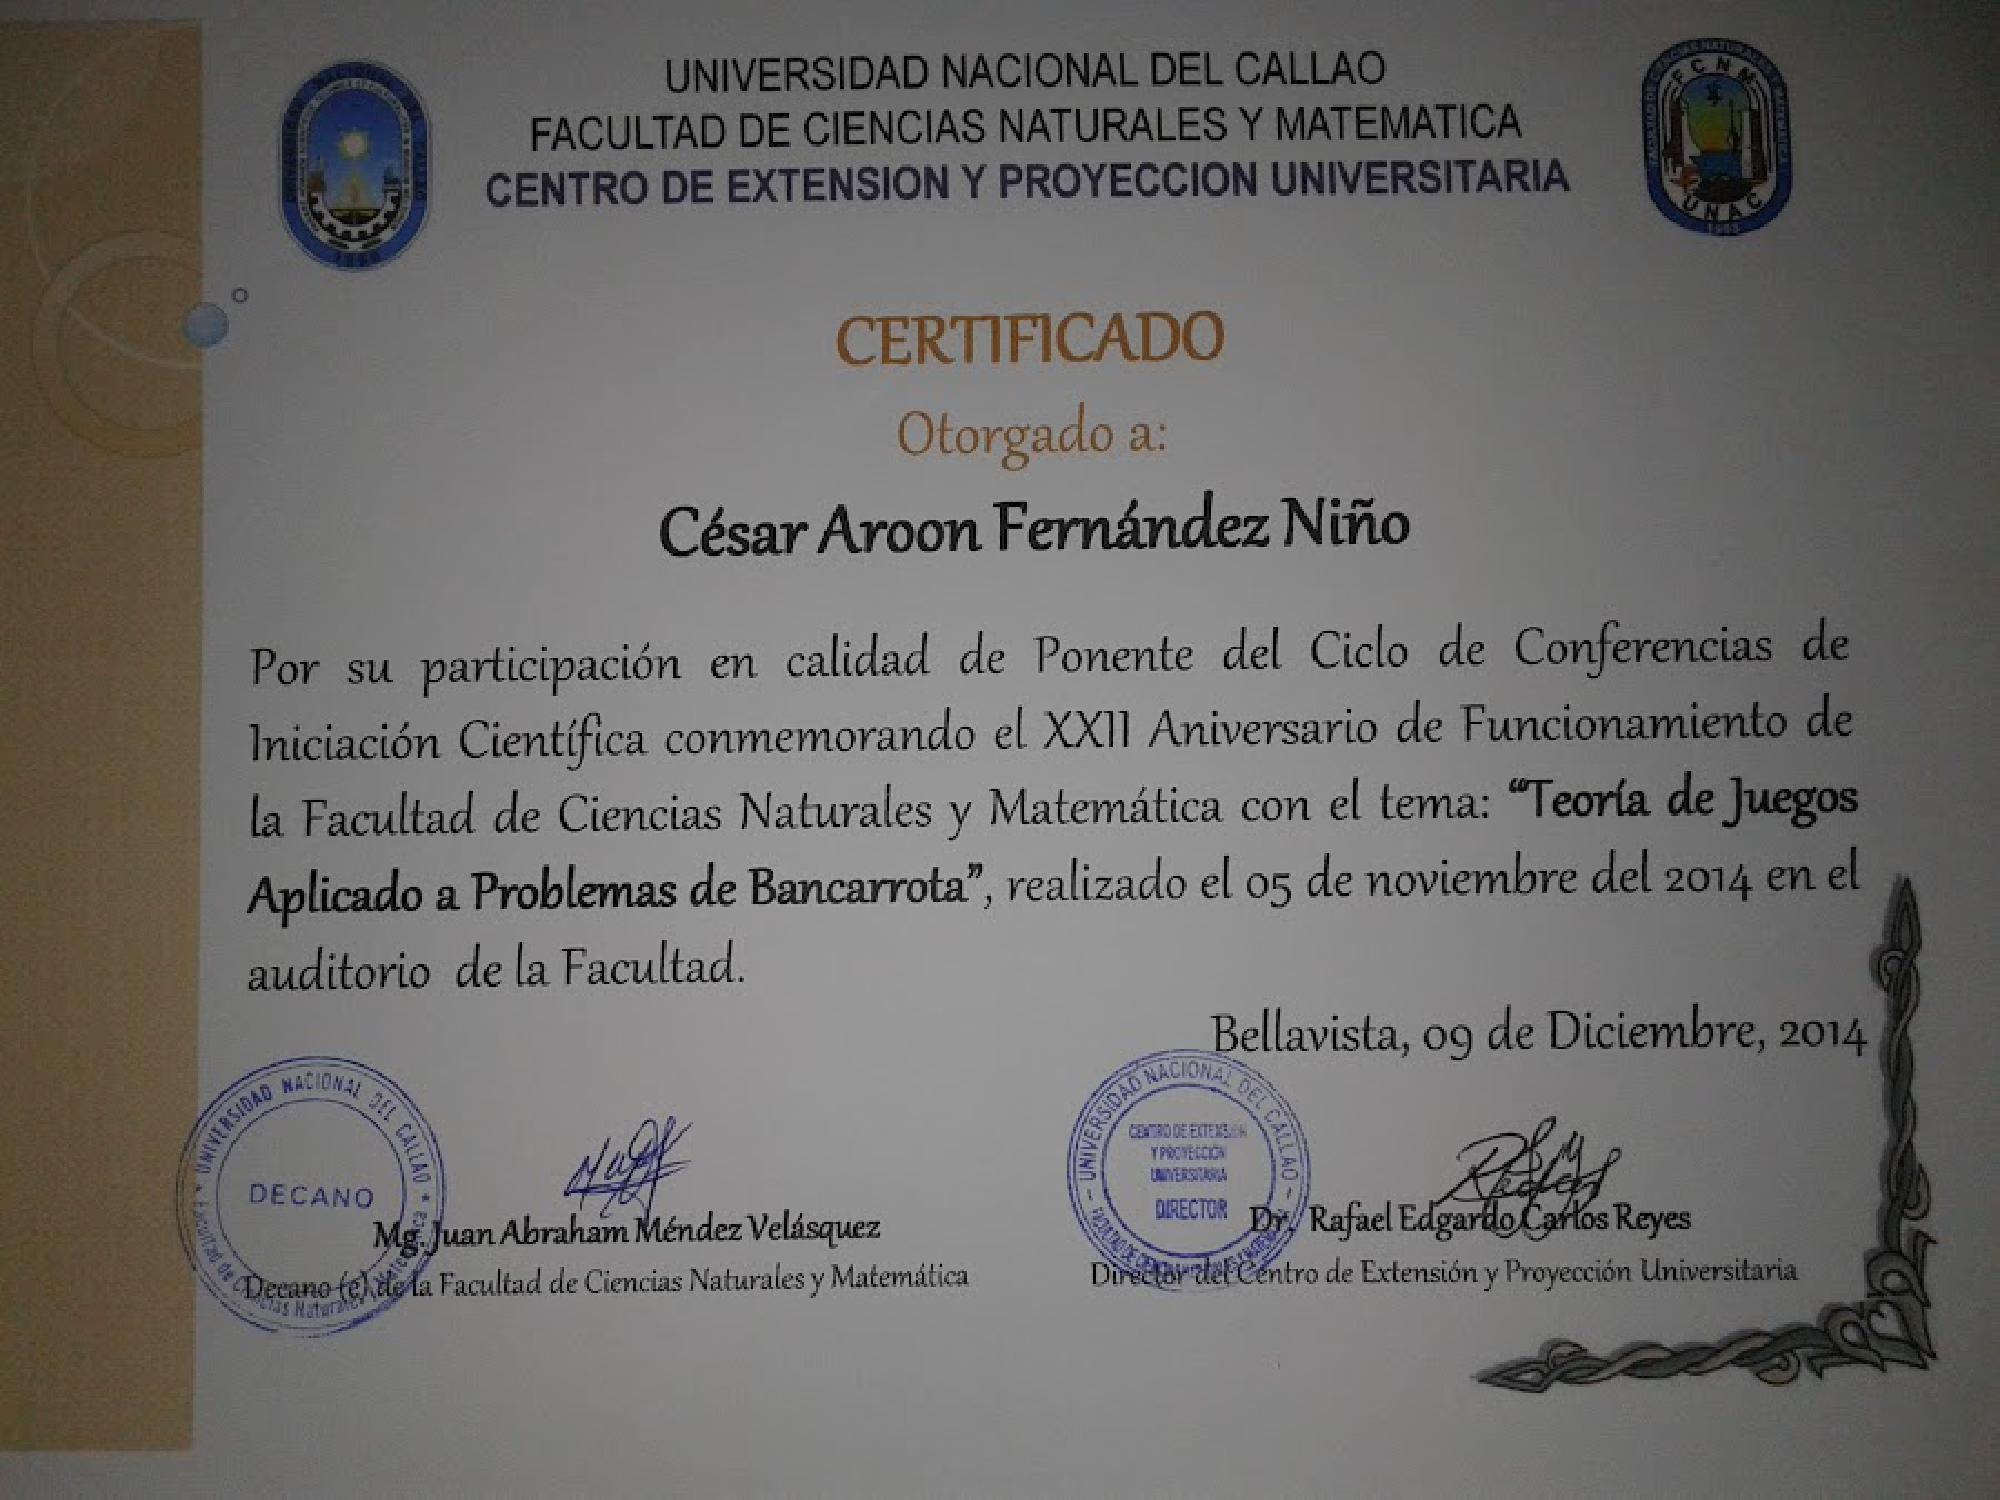 UNIVERSIDAD NACIONAL DEL CALLAO
FACULTAD DE CIENCIAS NATURALES Y MATEMATICA
CENTRO DE EXTENSION Y PROYECCION UNIVERSITARIA
FCNM
UNAC
CERTIFICADO
Otorgado a:
César Aroon Fernández Niño
Por su participación en calidad de Ponente del Ciclo de Conferencias de
Iniciación Científica conmemorando el XXII Aniversario de Funcionamiento de
la Facultad de Ciencias Naturales y Matemática con el tema: “Teoría de Juegos
Aplicado a Problemas de Bancarrota”, realizado el 05 de noviembre del 2014 en el
auditorio de la Facultad.
Bellavista, 09 de Diciembre, 2014
UNIVERSIDAD NACIONAL DEL CALLAO
DECANO
UNIVERSIDAD NACIONAL DEL CALLAO
CENTRO DE EXTENSION
Y PROYECCION
UNIVERSITARIA
DIRECTOR
Mg. Juan Abraham Méndez Velásquez
Decano (e) de la Facultad de Ciencias Naturales y Matemática
Dr. Rafael Edgardo Carlos Reyes
Director del Centro de Extensión y Proyección Universitaria